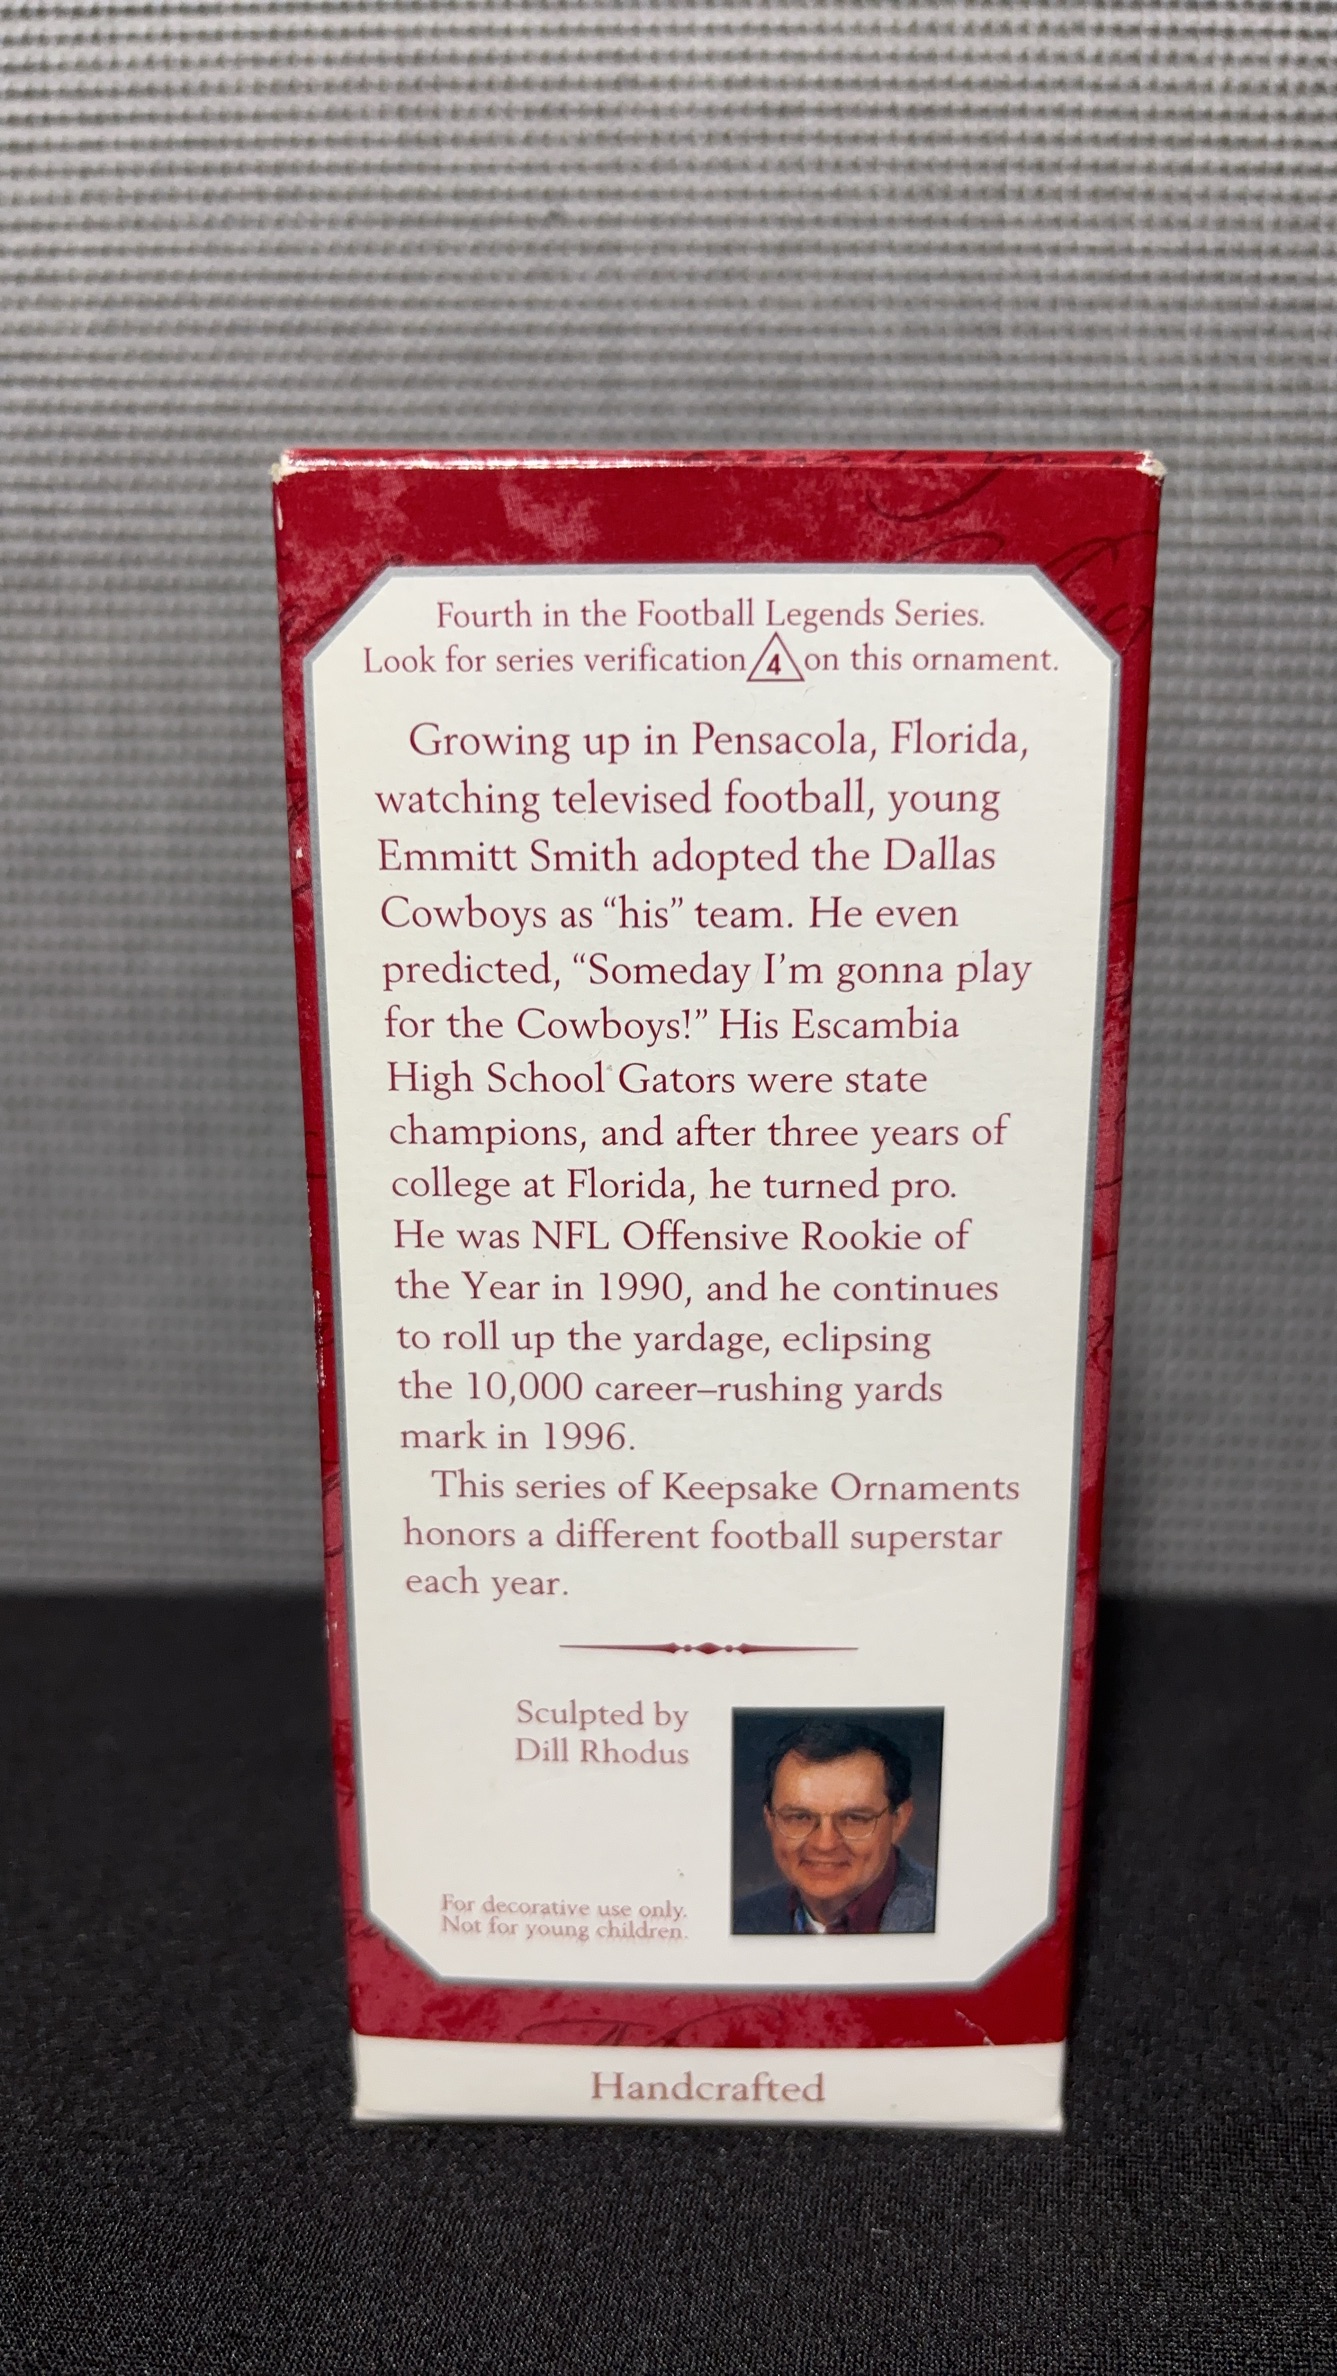 Fourth in the Football Legends Series.
Look for series verification 4 on this ornament.
Growing up in Pensacola, Florida,
watching televised football, young
Emmitt Smith adopted the Dallas
Cowboys as “his” team. He even
predicted, “Someday I’m gonna play
for the Cowboys!” His Escambia
High School Gators were state
champions, and after three years of
college at Florida, he turned pro.
He was NFL Offensive Rookie of
the Year in 1990, and he continues
to roll up the yardage, eclipsing
the 10,000 career–rushing yards
mark in 1996.
This series of Keepsake Ornaments
honors a different football superstar
each year.
Sculpted by
Dill Rhodus
For decorative use only.
Not for young children.
Handcrafted